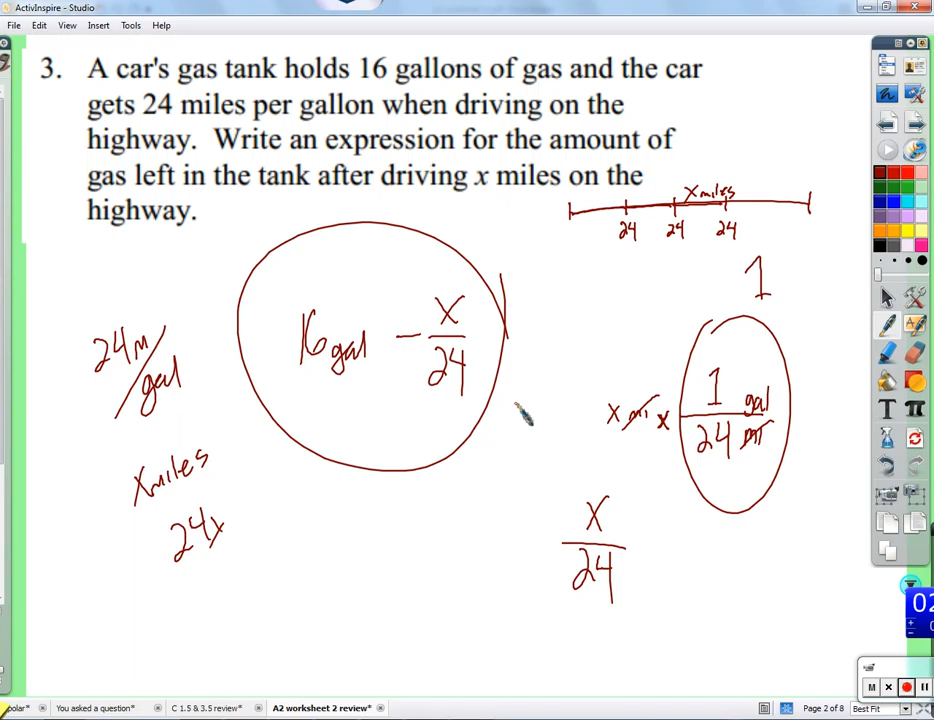 ActivInspire - Studio
File Edit View Insert Tools Help
3. A car's gas tank holds 16 gallons of gas and the car
gets 24 miles per gallon when driving on the
highway. Write an expression for the amount of
gas left in the tank after driving x miles on the
highway.
x miles
24 24 24
1
24 m/gal
16 gal - x/24
x mi x 1 gal / 24 mi
x miles
24x
x/24
02
+
-
M
polar* You asked a question* C 1.5 & 3.5 review* A2 worksheet 2 review*
Page 2 of 8 Best Fit